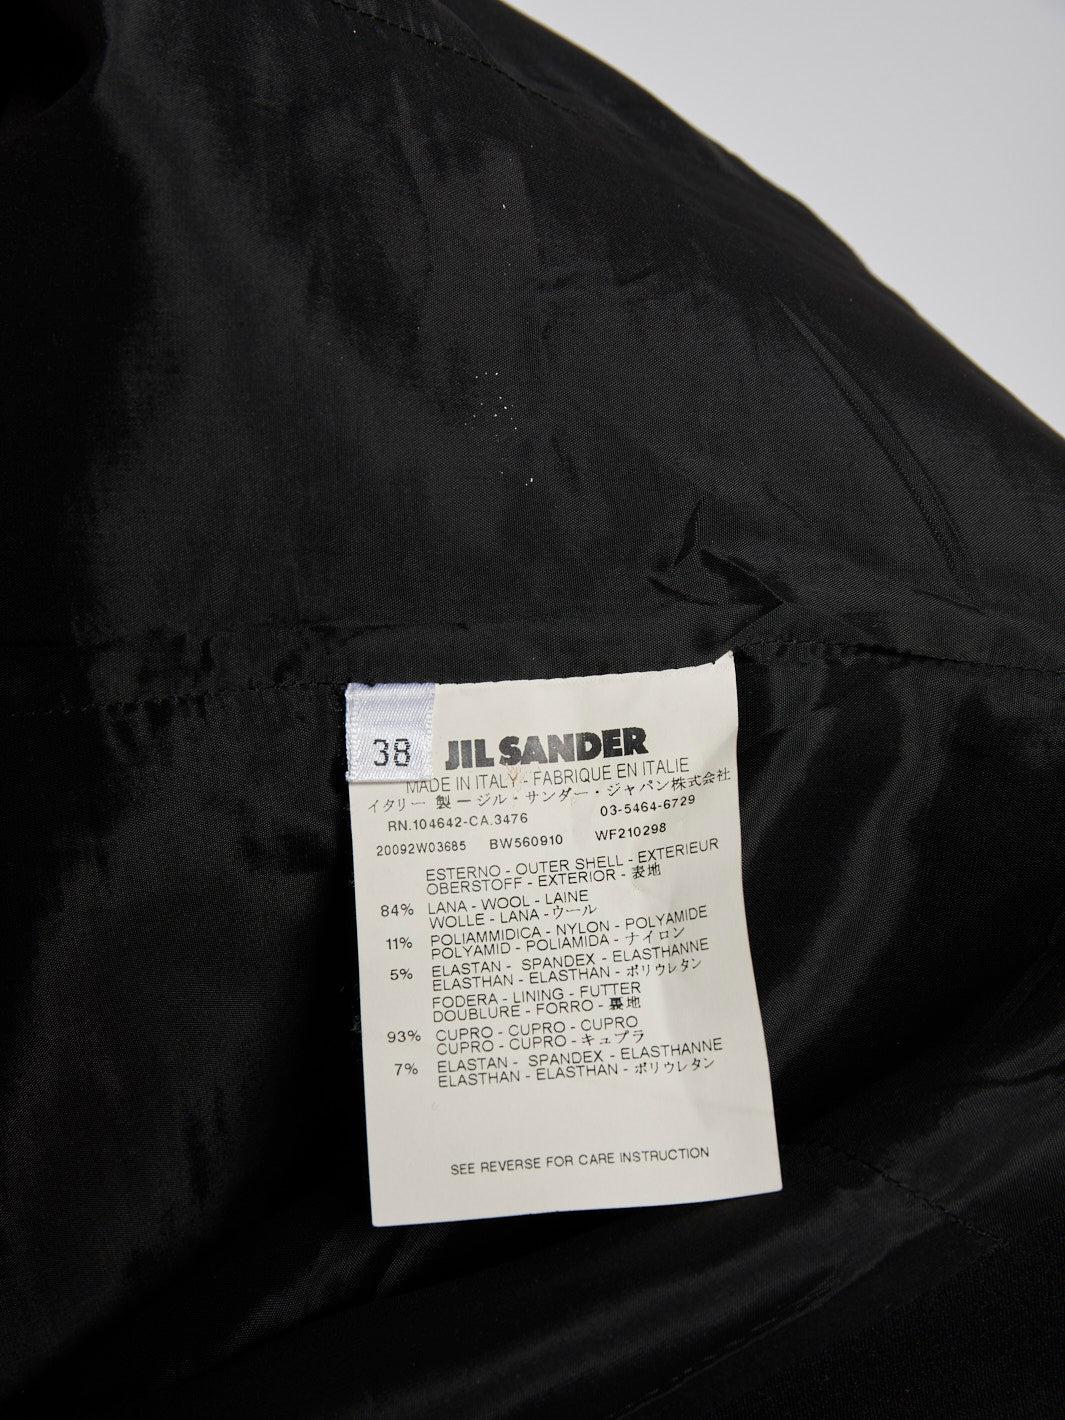 38
JIL SANDER
MADE IN ITALY - FABRIQUE EN ITALIE
イタリー 製 ー ジル・サンダー・ジャパン株式会社
RN.104642-CA.3476 03-5464-6729
20092W03685 BW560910 WF210298
ESTERNO - OUTER SHELL - EXTERIEUR
OBERSTOFF - EXTERIOR - 表地
84% LANA - WOOL - LAINE
WOLLE - LANA - ウール
11% POLIAMMIDICA - NYLON - POLYAMIDE
POLYAMID - POLIAMIDA - ナイロン
5% ELASTAN - SPANDEX - ELASTHANNE
ELASTHAN - ELASTHAN - ポリウレタン
FODERA - LINING - FUTTER
DOUBLURE - FORRO - 裏地
93% CUPRO - CUPRO - CUPRO
CUPRO - CUPRO - キュプラ
7% ELASTAN - SPANDEX - ELASTHANNE
ELASTHAN - ELASTHAN - ポリウレタン
SEE REVERSE FOR CARE INSTRUCTION